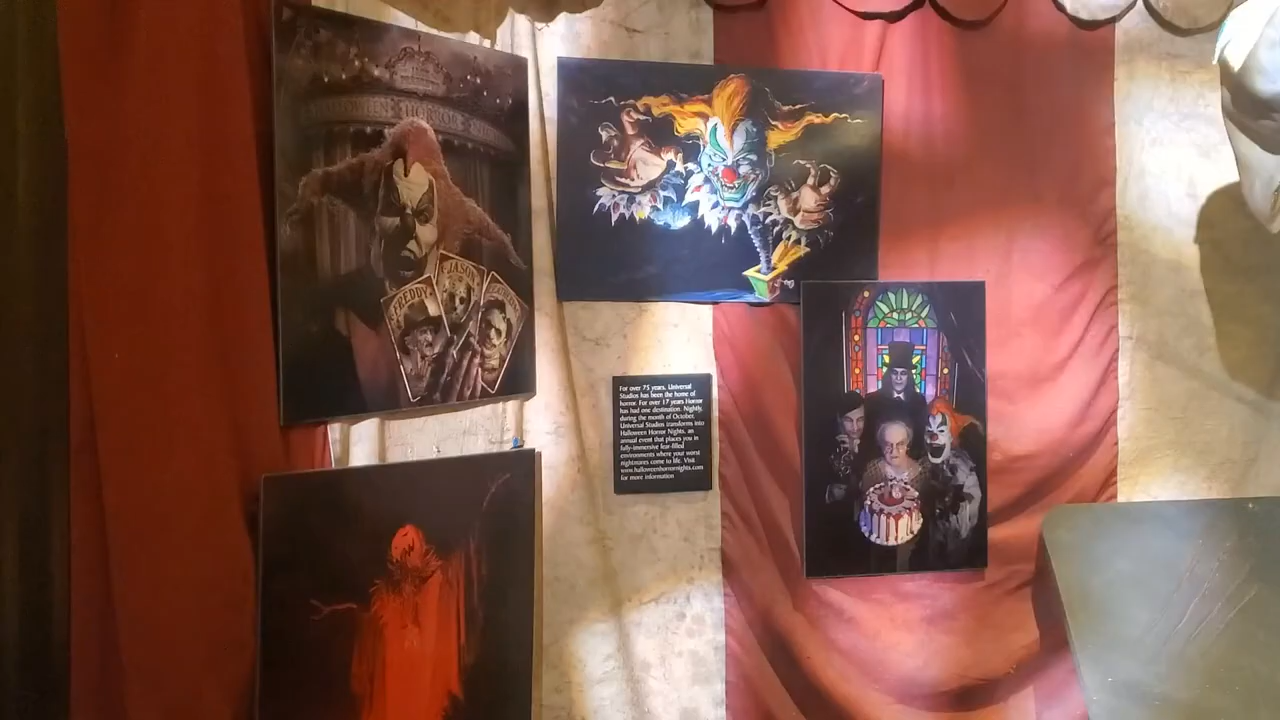 HALLOWEEN HORROR
FREDDY
JASON
For over 75 years, Universal
Studios has been the home of
horror. For over 17 years Horror
has had one destination. Nightly,
during the month of October,
Universal Studios transforms into
Halloween Horror Nights, an
annual event that places you in
fully-immersive fear-filled
environments where your worst
nightmares come to life. Visit
www.halloweenhorrornights.com
for more information